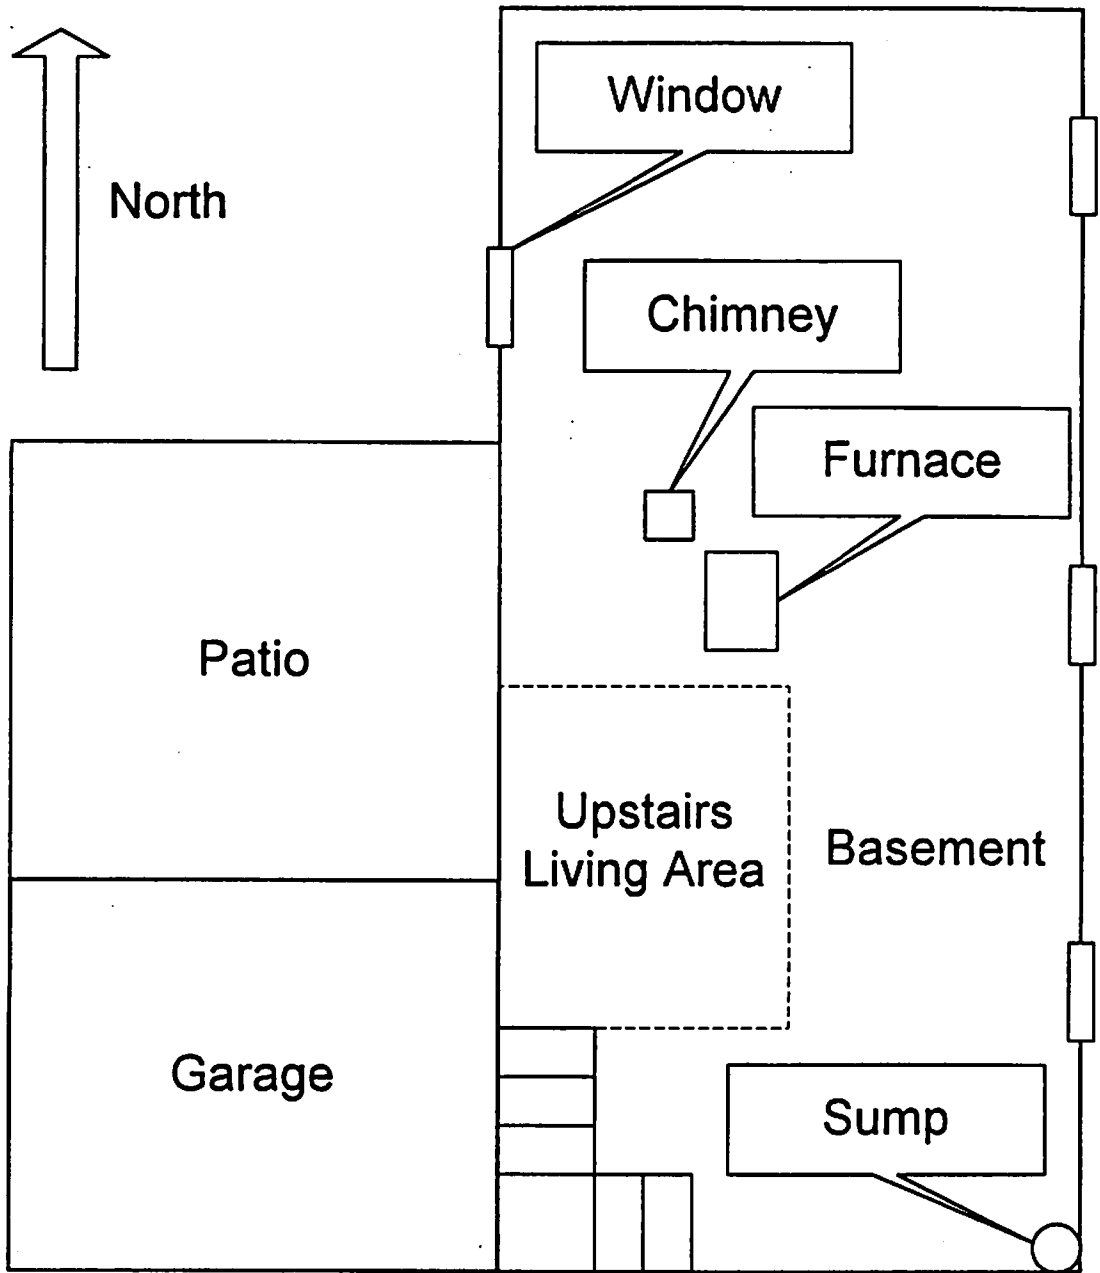 Window
North
Chimney
Furnace
Patio
Upstairs
Living Area
Basement
Garage
Sump